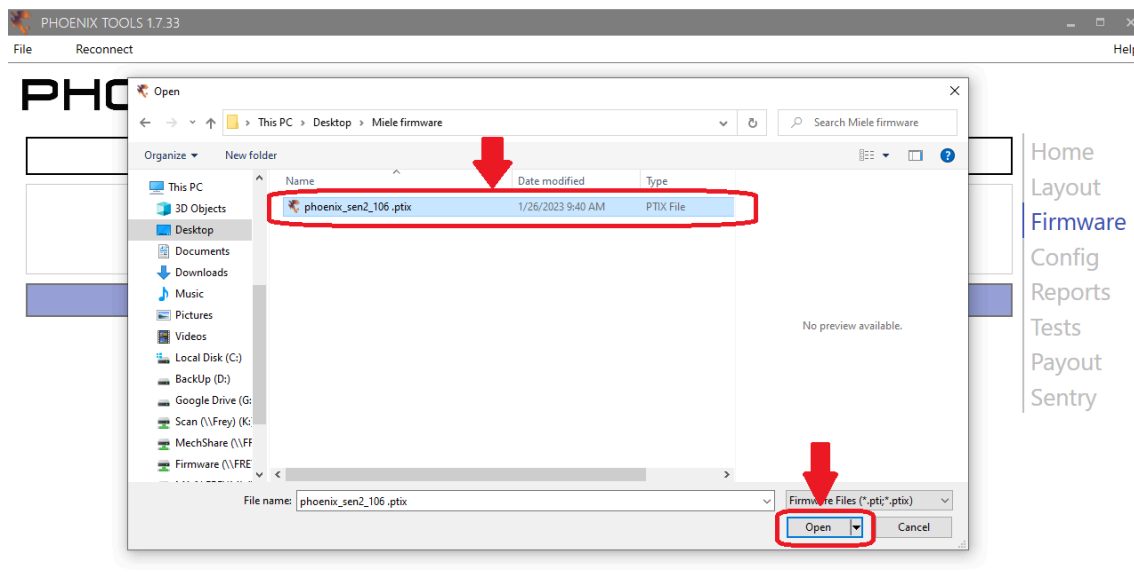 PHOENIX TOOLS 1.7.33
File Reconnect Help
PHO
Open
This PC > Desktop > Miele firmware
Search Miele firmware
Organize New folder
Name Date modified Type
phoenix_sen2_106 .ptix 1/26/2023 9:40 AM PTIX File
This PC
3D Objects
Desktop
Documents
Downloads
Music
Pictures
Videos
Local Disk (C:)
BackUp (D:)
Google Drive (G:
Scan (\\Frey) (K:
MechShare (\\FF
Firmware (\\FRE
No preview available.
File name: phoenix_sen2_106 .ptix
Firmware Files (*.pti;*.ptix)
Open Cancel
Home
Layout
Firmware
Config
Reports
Tests
Payout
Sentry